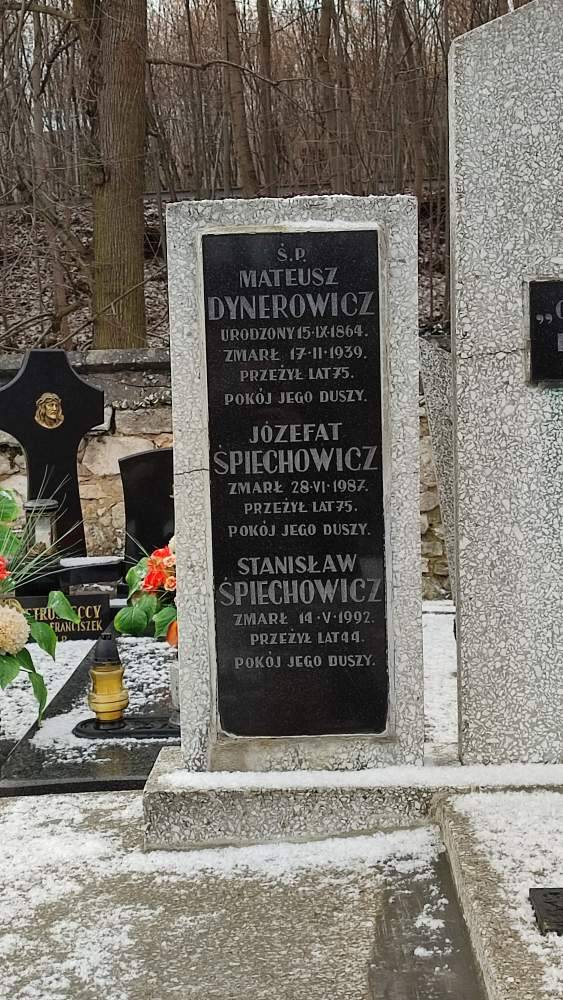 Ś.P.
MATEUSZ
DYNEROWICZ
URODZONY 15·IX·1864.
ZMARŁ 17·II·1939.
PRZEŻYŁ LAT 75.
POKÓJ JEGO DUSZY.
JÓZEFAT
ŚPIECHOWICZ
ZMARŁ 28·VI·1987.
PRZEŻYŁ LAT 75.
POKÓJ JEGO DUSZY.
STANISŁAW
ŚPIECHOWICZ
ZMARŁ 14·V·1992.
PRZEŻYŁ LAT 44.
POKÓJ JEGO DUSZY.
FRANCISZEK